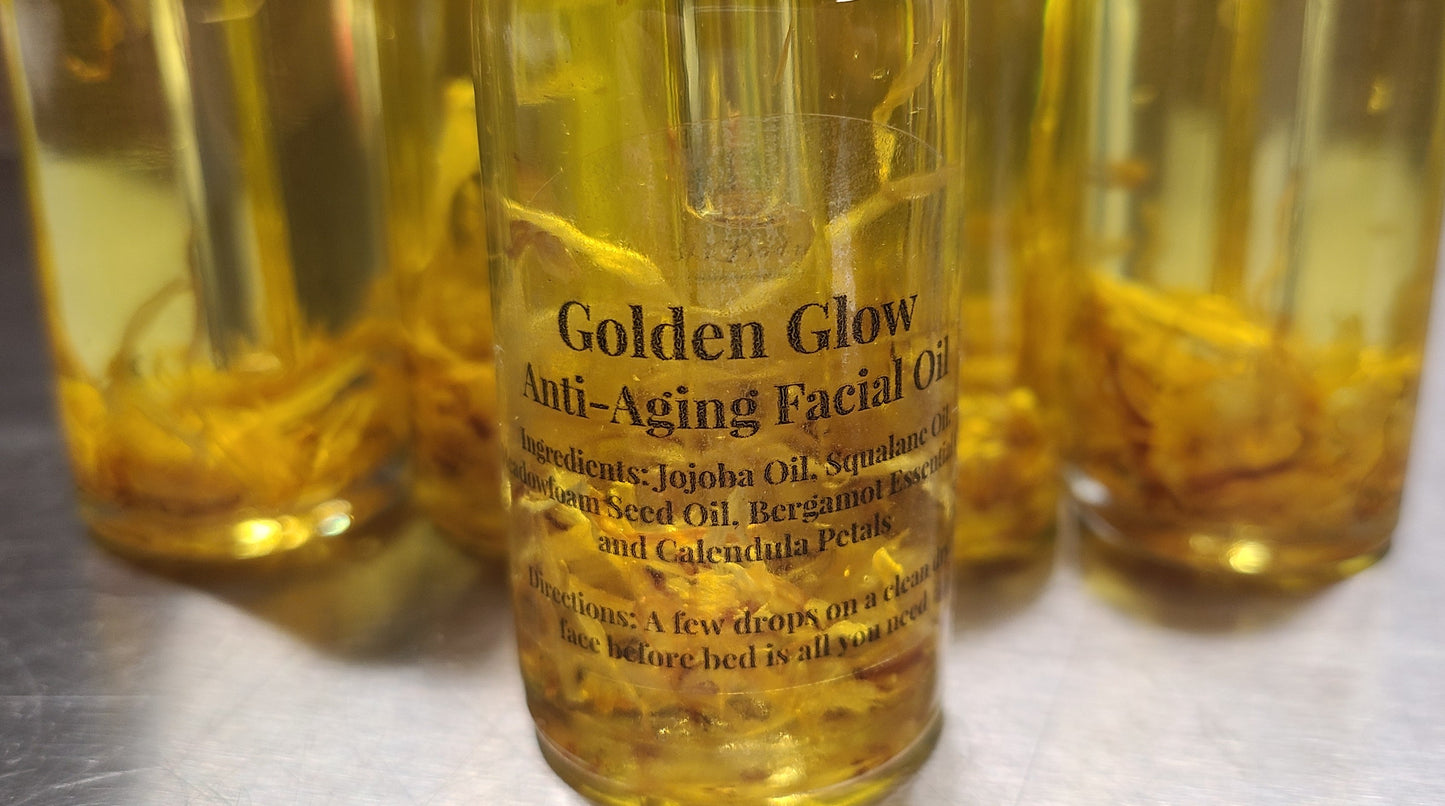 Golden Glow
Anti-Aging Facial Oil
Ingredients: Jojoba Oil, Squalane Oil,
eadowfoam Seed Oil, Bergamot Essential
and Calendula Petals
Directions: A few drops on a clean
face before bed is all you need